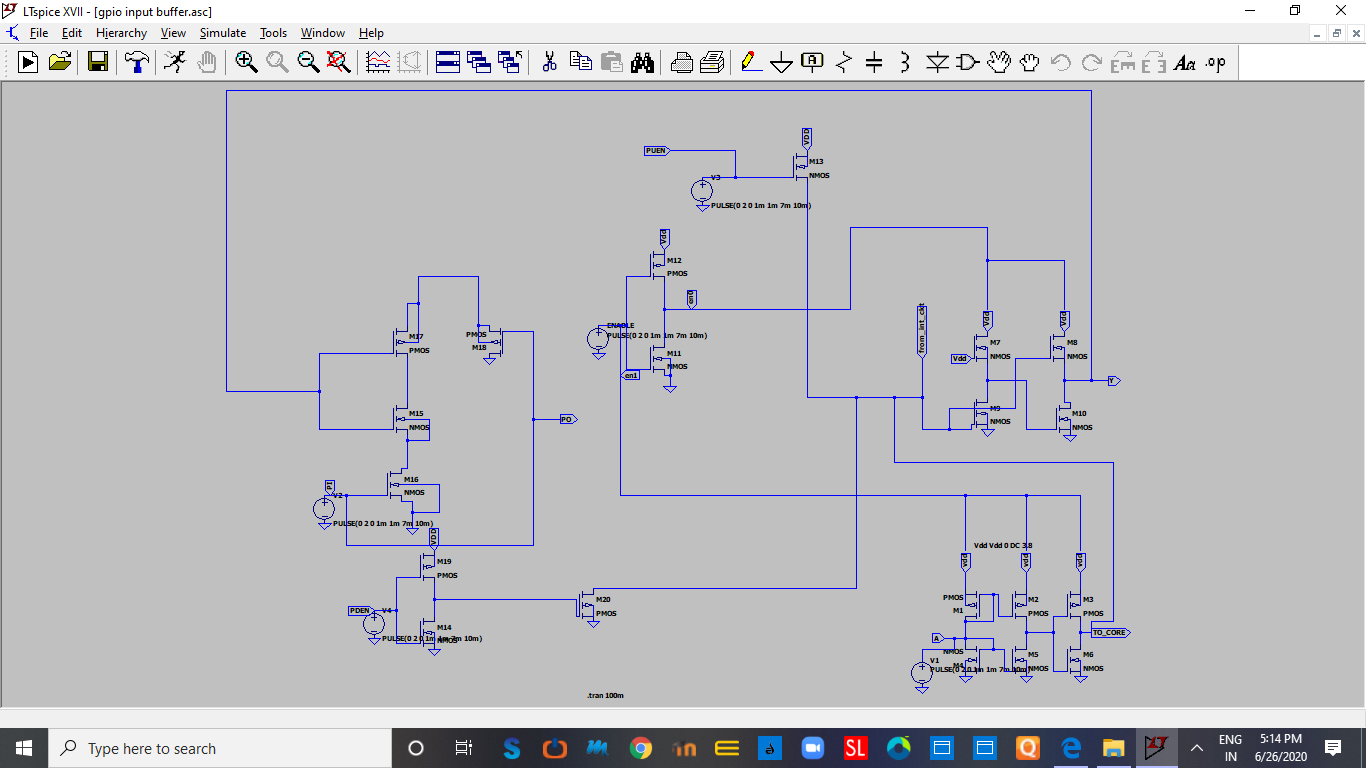 LTspice XVII - [gpio input buffer.asc]
File Edit Hierarchy View Simulate Tools Window Help
Aa .op
VDD
PUEN
M13
V3
NMOS
PULSE(0 2 0 1m 1m 7m 10m)
Vdd
M12
PMOS
en0
ENABLE
PULSE(0 2 0 1m 1m 7m 10m)
M11
NMOS
en1
from_int_ckt
Vdd
Vdd
M7
NMOS
Vdd
M8
NMOS
Y
M9
NMOS
M10
NMOS
M17
PMOS
PMOS
M18
M15
NMOS
PO
M16
NMOS
PI
V2
PULSE(0 2 0 1m 1m 7m 10m)
VDD
M19
PMOS
PDEN
V4
M14
NMOS
PULSE(0 2 0 1m 1m 7m 10m)
M20
PMOS
Vdd Vdd 0 DC 3.8
vdd
vdd
vdd
PMOS
M1
M2
PMOS
M3
PMOS
TO_CORE
A
NMOS
M4
M5
NMOS
M6
NMOS
V1
PULSE(0 2 0 1m 1m 7m 10m)
.tran 100m
Type here to search
SL
in
Q
ENG
IN
5:14 PM
6/26/2020